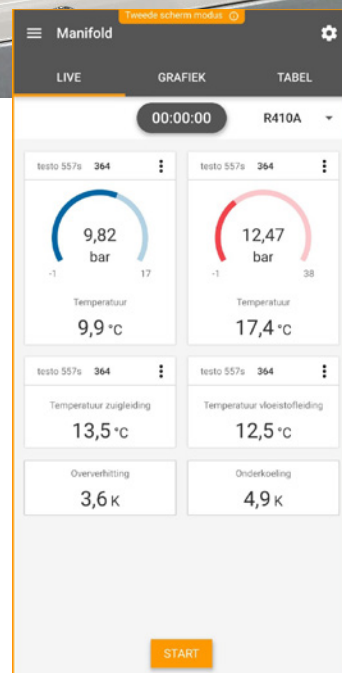 Tweede scherm modus
Manifold
LIVE GRAFIEK TABEL
00:00:00 R410A
testo 557s 364 testo 557s 364
9,82 12,47
bar bar
-1 17 -1 38
Temperatuur Temperatuur
9,9 °C 17,4 °C
testo 557s 364 testo 557s 364
Temperatuur zuigleiding Temperatuur vloeistofleiding
13,5 °C 12,5 °C
Oververhitting Onderkoeling
3,6 K 4,9 K
START